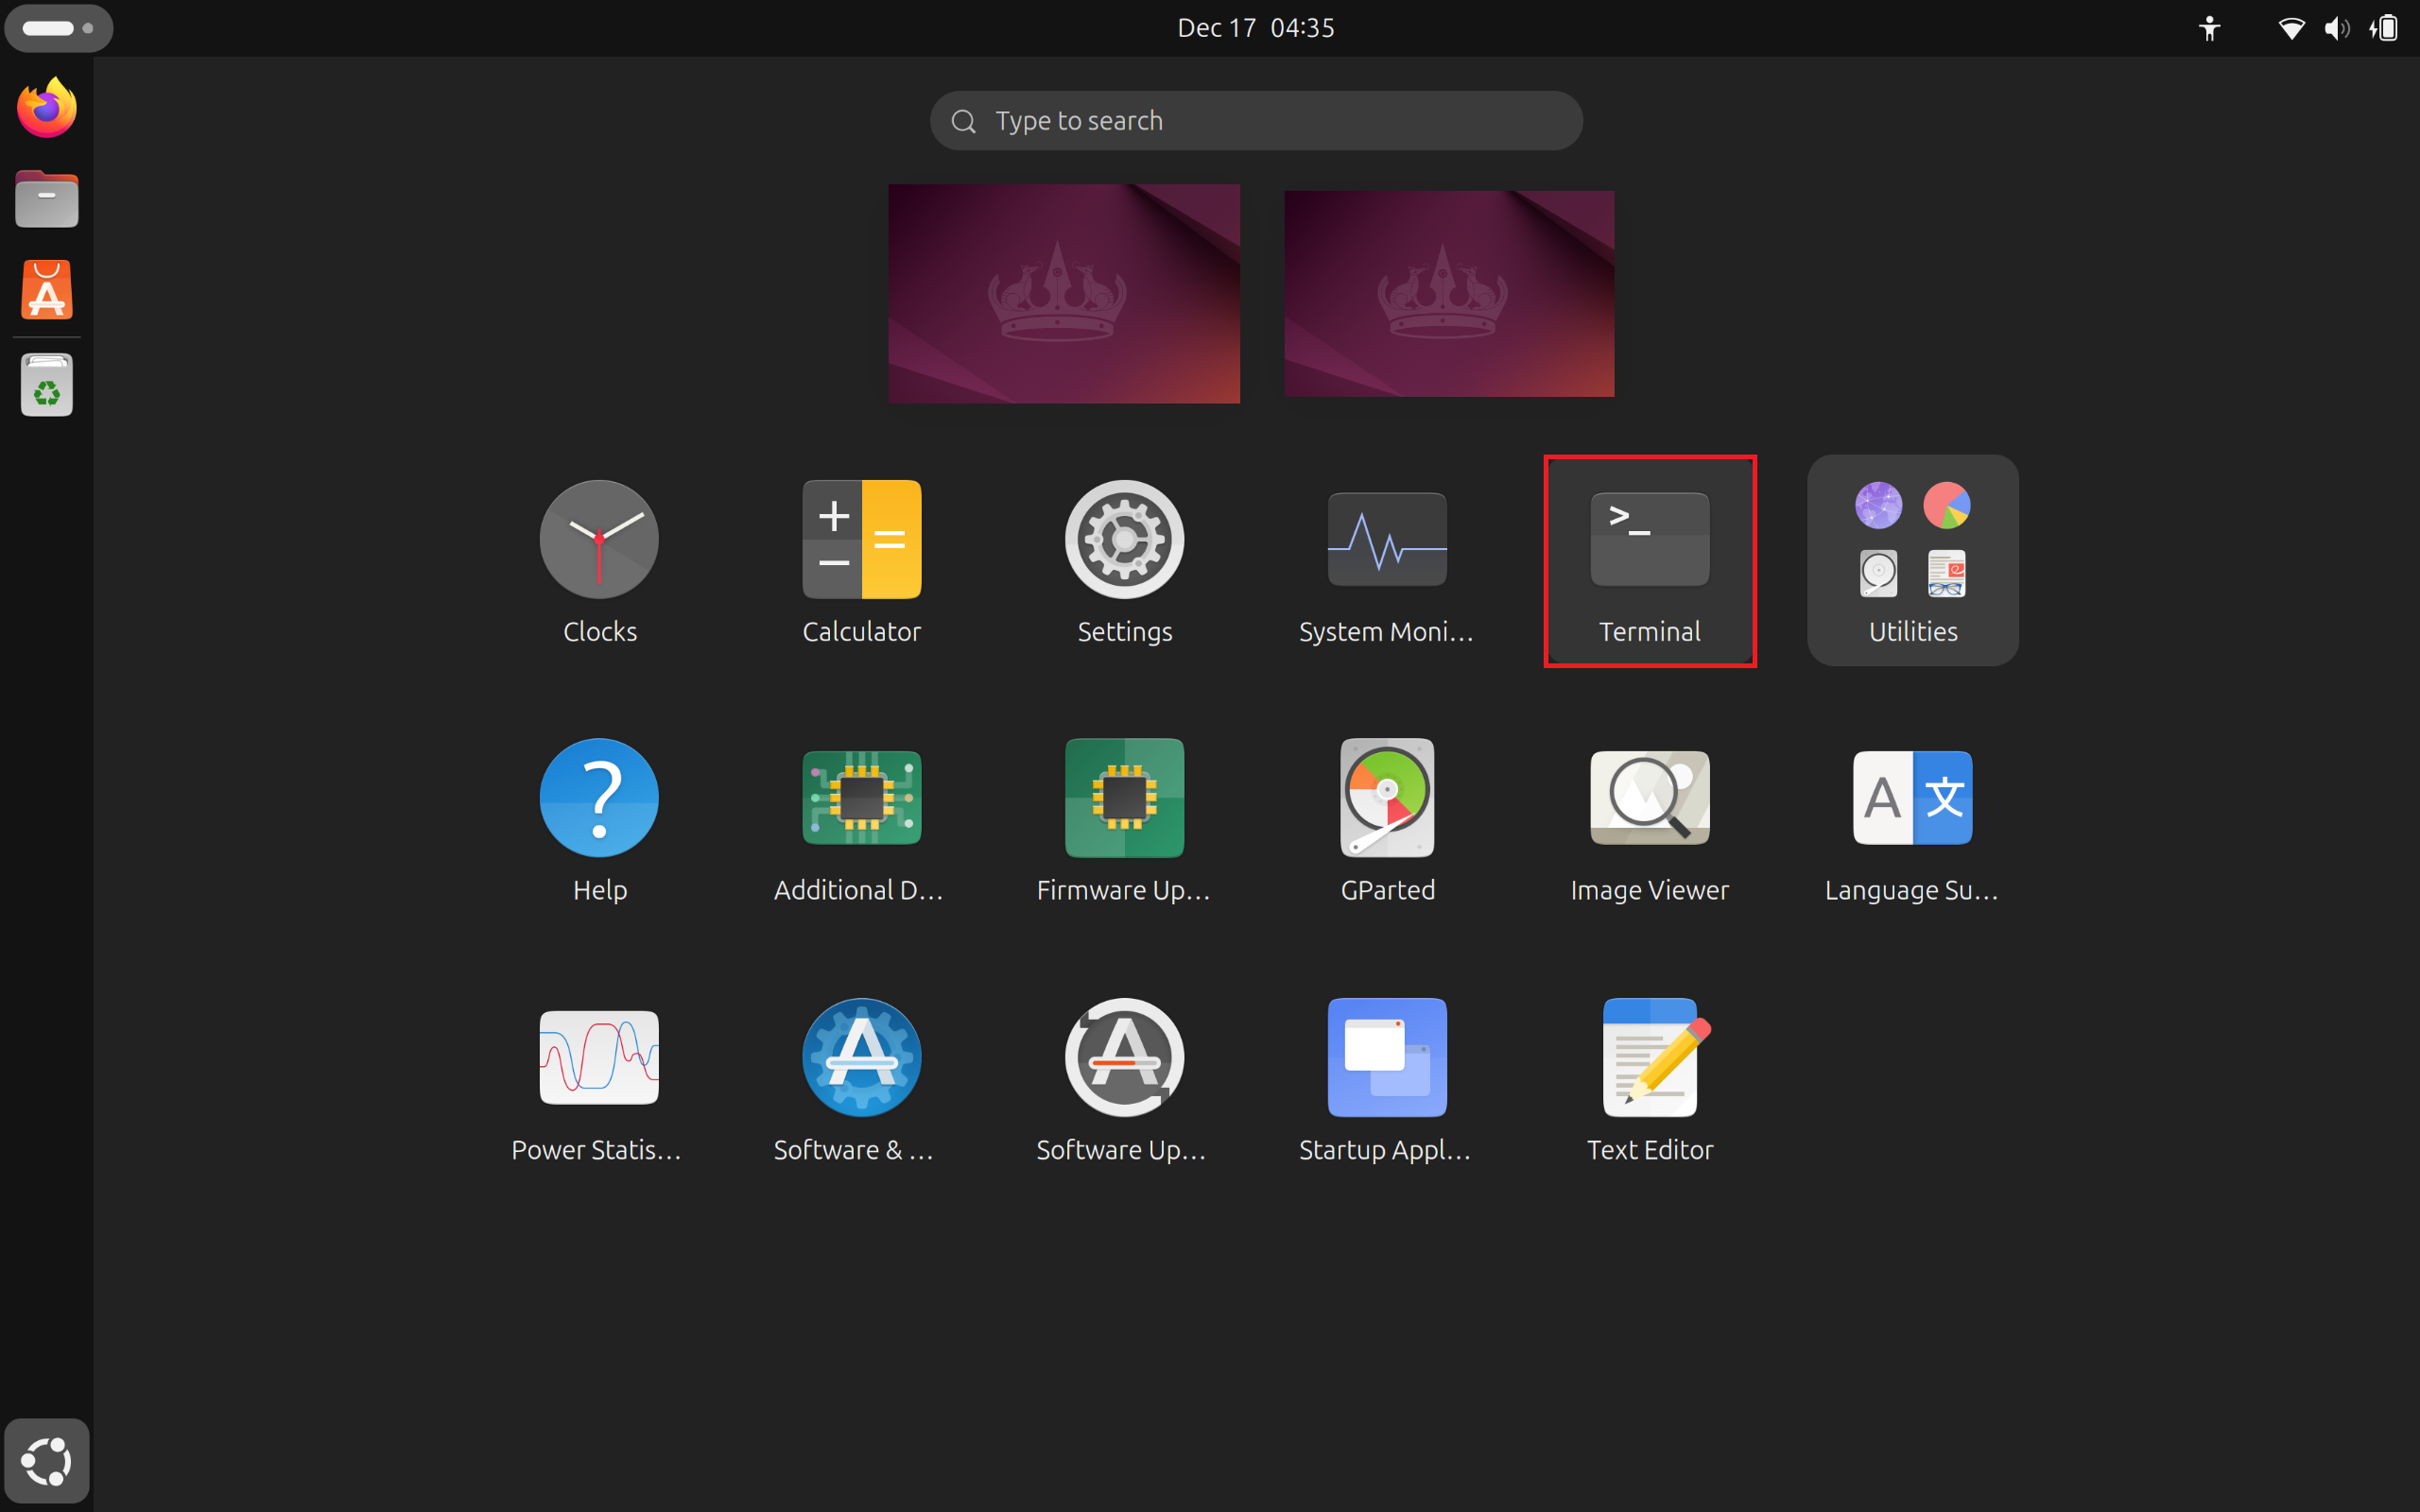 Dec 17 04:35
Type to search
Clocks
Calculator
Settings
System Moni...
>_
Terminal
Utilities
Help
Additional D...
Firmware Up...
GParted
Image Viewer
A 文
Language Su...
Power Statis...
Software & ...
Software Up...
Startup Appl...
Text Editor